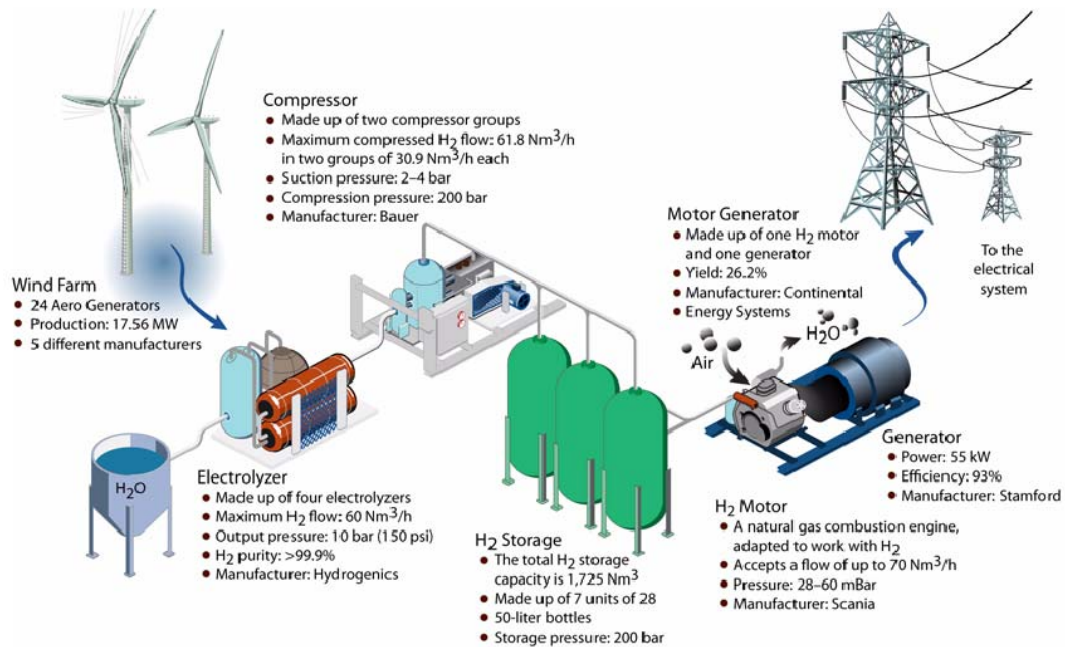 Compressor
• Made up of two compressor groups
• Maximum compressed H2 flow: 61.8 Nm3/h
in two groups of 30.9 Nm3/h each
• Suction pressure: 2–4 bar
• Compression pressure: 200 bar
• Manufacturer: Bauer
Motor Generator
• Made up of one H2 motor
and one generator
• Yield: 26.2%
• Manufacturer: Continental
• Energy Systems
To the
electrical
system
Wind Farm
• 24 Aero Generators
• Production: 17.56 MW
• 5 different manufacturers
Air
H2O
H2O
Electrolyzer
• Made up of four electrolyzers
• Maximum H2 flow: 60 Nm3/h
• Output pressure: 10 bar (150 psi)
• H2 purity: >99.9%
• Manufacturer: Hydrogenics
H2 Storage
• The total H2 storage
capacity is 1,725 Nm3
• Made up of 7 units of 28
• 50-liter bottles
• Storage pressure: 200 bar
H2 Motor
• A natural gas combustion engine,
adapted to work with H2
• Accepts a flow of up to 70 Nm3/h
• Pressure: 28–60 mBar
• Manufacturer: Scania
Generator
• Power: 55 kW
• Efficiency: 93%
• Manufacturer: Stamford